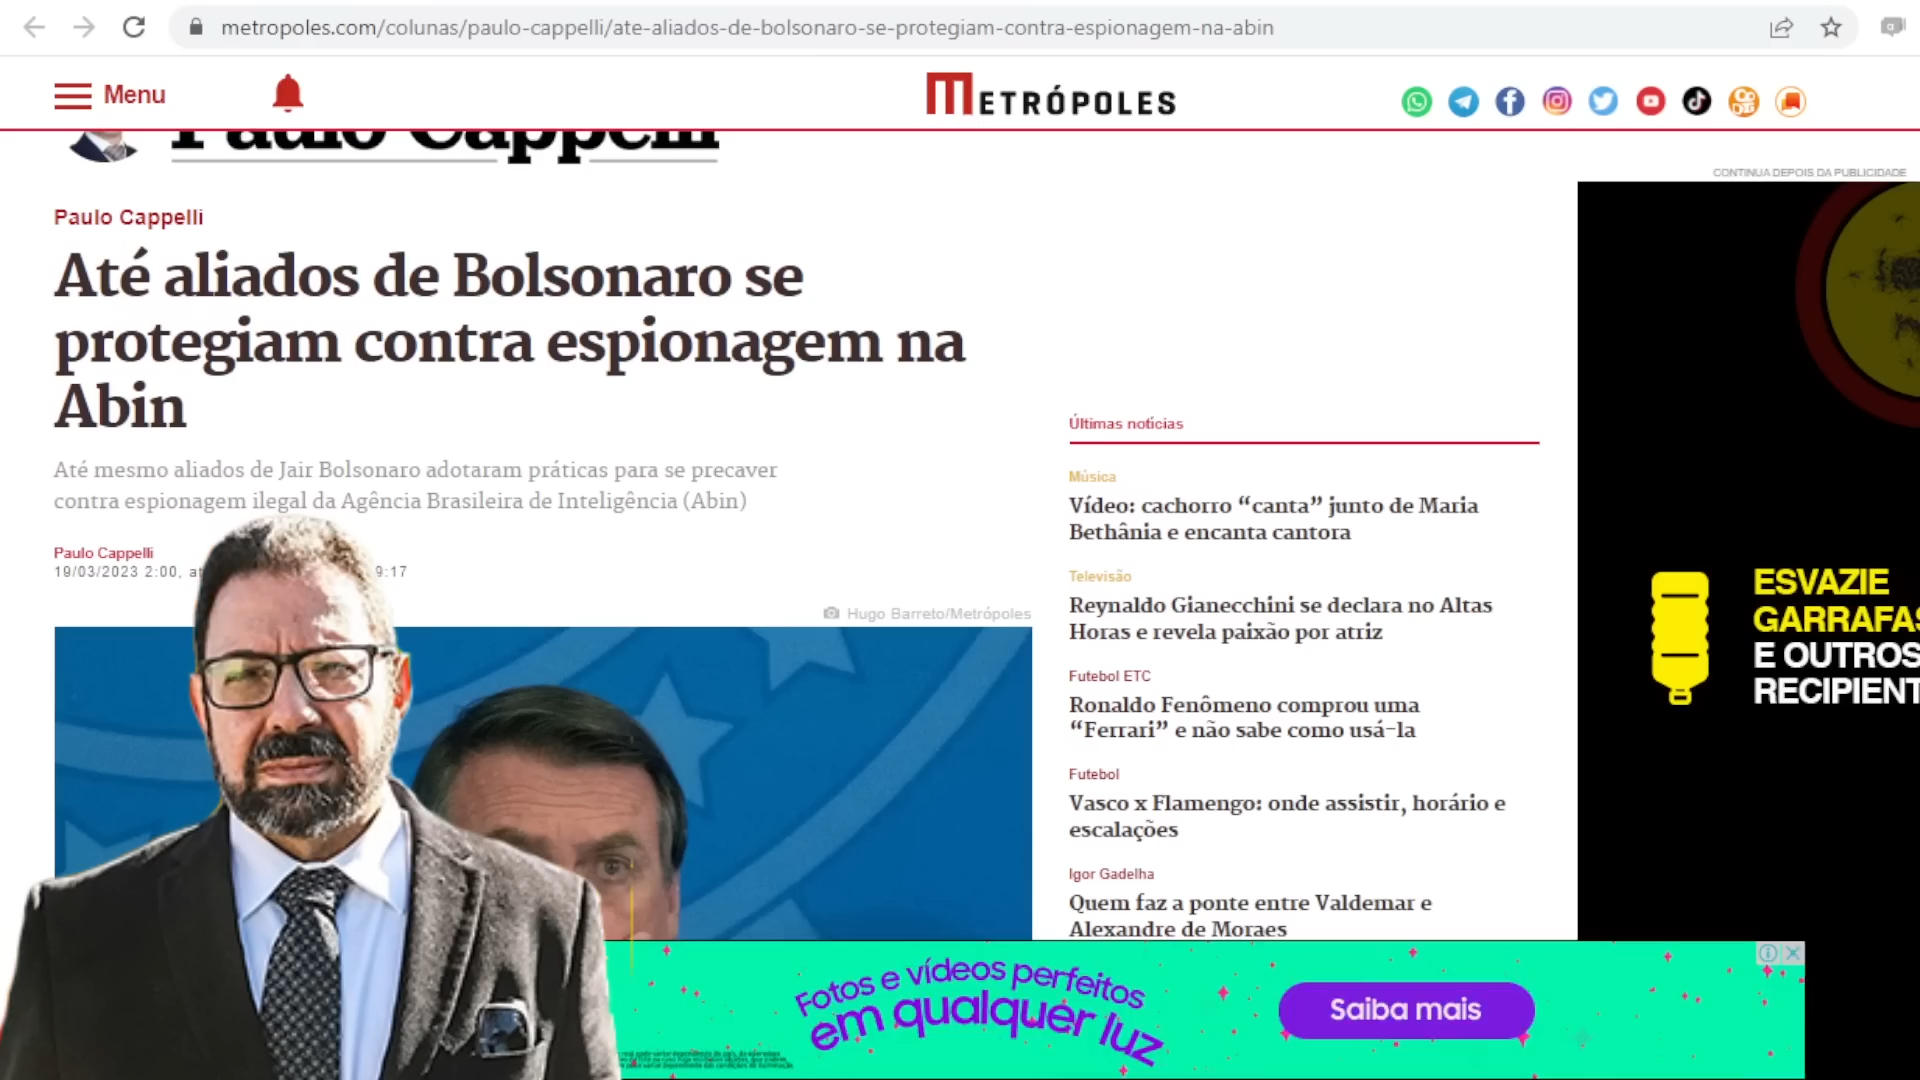 metropoles.com/colunas/paulo-cappelli/ate-aliados-de-bolsonaro-se-protegiam-contra-espionagem-na-abin
Menu
METRÓPOLES
Paulo Cappelli
CONTINUA DEPOIS DA PUBLICIDADE
Paulo Cappelli
Até aliados de Bolsonaro se
protegiam contra espionagem na
Abin
Até mesmo aliados de Jair Bolsonaro adotaram práticas para se precaver
contra espionagem ilegal da Agência Brasileira de Inteligência (Abin)
Paulo Cappelli
19/03/2023 2:00, at 9:17
Hugo Barreto/Metrópoles
Últimas notícias
Música
Vídeo: cachorro “canta” junto de Maria
Bethânia e encanta cantora
Televisão
Reynaldo Gianecchini se declara no Altas
Horas e revela paixão por atriz
Futebol ETC
Ronaldo Fenômeno comprou uma
“Ferrari” e não sabe como usá-la
Futebol
Vasco x Flamengo: onde assistir, horário e
escalações
Igor Gadelha
Quem faz a ponte entre Valdemar e
Alexandre de Moraes
ESVAZIE
GARRAFAS
E OUTROS
RECIPIENT
Fotos e vídeos perfeitos
em qualquer luz
Saiba mais